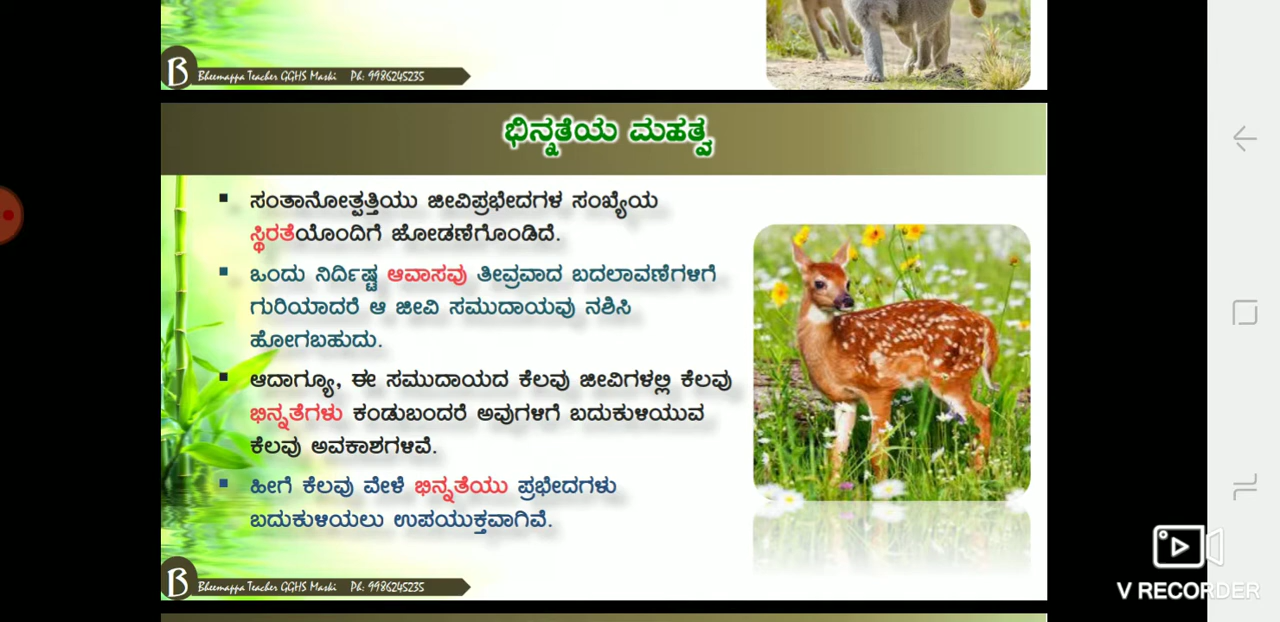 Bheemappa Teacher GGHS Maski Ph: 9986245235
ಭಿನ್ನತೆಯ ಮಹತ್ವ
▪ ಸಂತಾನೋತ್ಪತ್ತಿಯು ಜೀವಿಪ್ರಭೇದಗಳ ಸಂಖ್ಯೆಯ
ಸ್ಥಿರತೆಯೊಂದಿಗೆ ಜೋಡಣೆಗೊಂಡಿದೆ.
▪ ಒಂದು ನಿರ್ದಿಷ್ಟ ಆವಾಸವು ತೀವ್ರವಾದ ಬದಲಾವಣೆಗಳಿಗೆ
ಗುರಿಯಾದರೆ ಆ ಜೀವಿ ಸಮುದಾಯವು ನಶಿಸಿ
ಹೋಗಬಹುದು.
▪ ಆದಾಗ್ಯೂ, ಈ ಸಮುದಾಯದ ಕೆಲವು ಜೀವಿಗಳಲ್ಲಿ ಕೆಲವು
ಭಿನ್ನತೆಗಳು ಕಂಡುಬಂದರೆ ಅವುಗಳಿಗೆ ಬದುಕುಳಿಯುವ
ಕೆಲವು ಅವಕಾಶಗಳಿವೆ.
▪ ಹೀಗೆ ಕೆಲವು ವೇಳೆ ಭಿನ್ನತೆಯು ಪ್ರಭೇದಗಳು
ಬದುಕುಳಿಯಲು ಉಪಯುಕ್ತವಾಗಿವೆ.
Bheemappa Teacher GGHS Maski Ph: 9986245235
V RECORDER